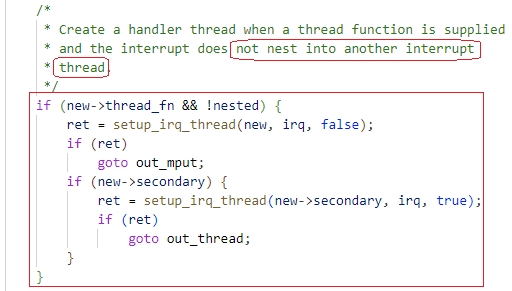 /*
* Create a handler thread when a thread function is supplied
* and the interrupt does not nest into another interrupt
* thread.
*/
if (new->thread_fn && !nested) {
ret = setup_irq_thread(new, irq, false);
if (ret)
goto out_mput;
if (new->secondary) {
ret = setup_irq_thread(new->secondary, irq, true);
if (ret)
goto out_thread;
}
}